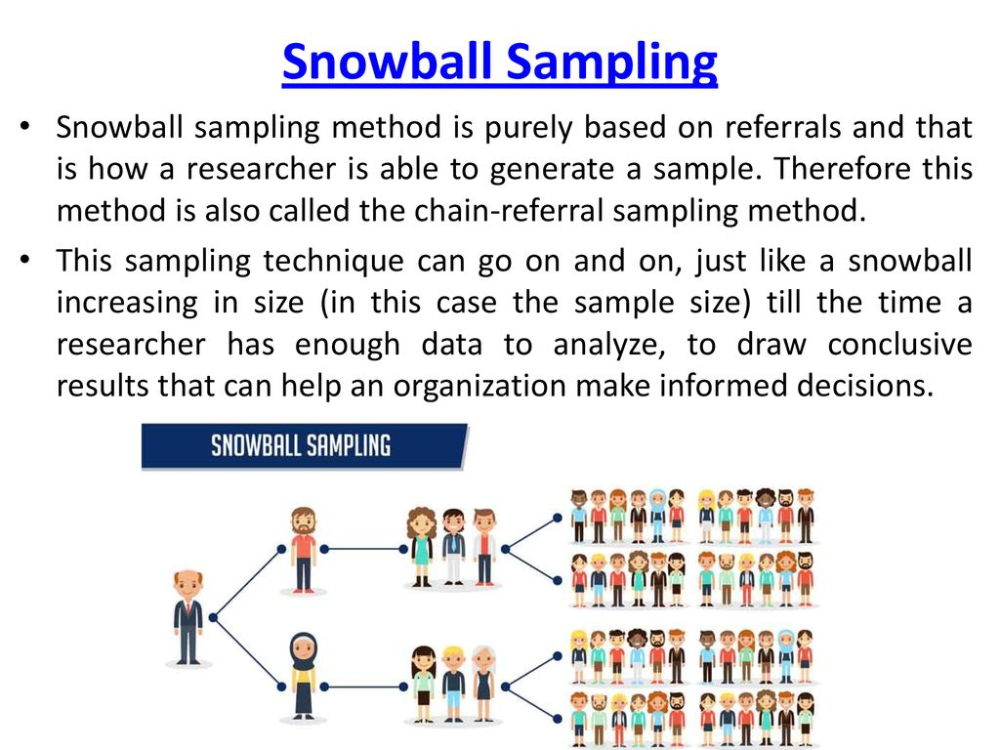 Snowball Sampling
• Snowball sampling method is purely based on referrals and that
is how a researcher is able to generate a sample. Therefore this
method is also called the chain-referral sampling method.
• This sampling technique can go on and on, just like a snowball
increasing in size (in this case the sample size) till the time a
researcher has enough data to analyze, to draw conclusive
results that can help an organization make informed decisions.
SNOWBALL SAMPLING